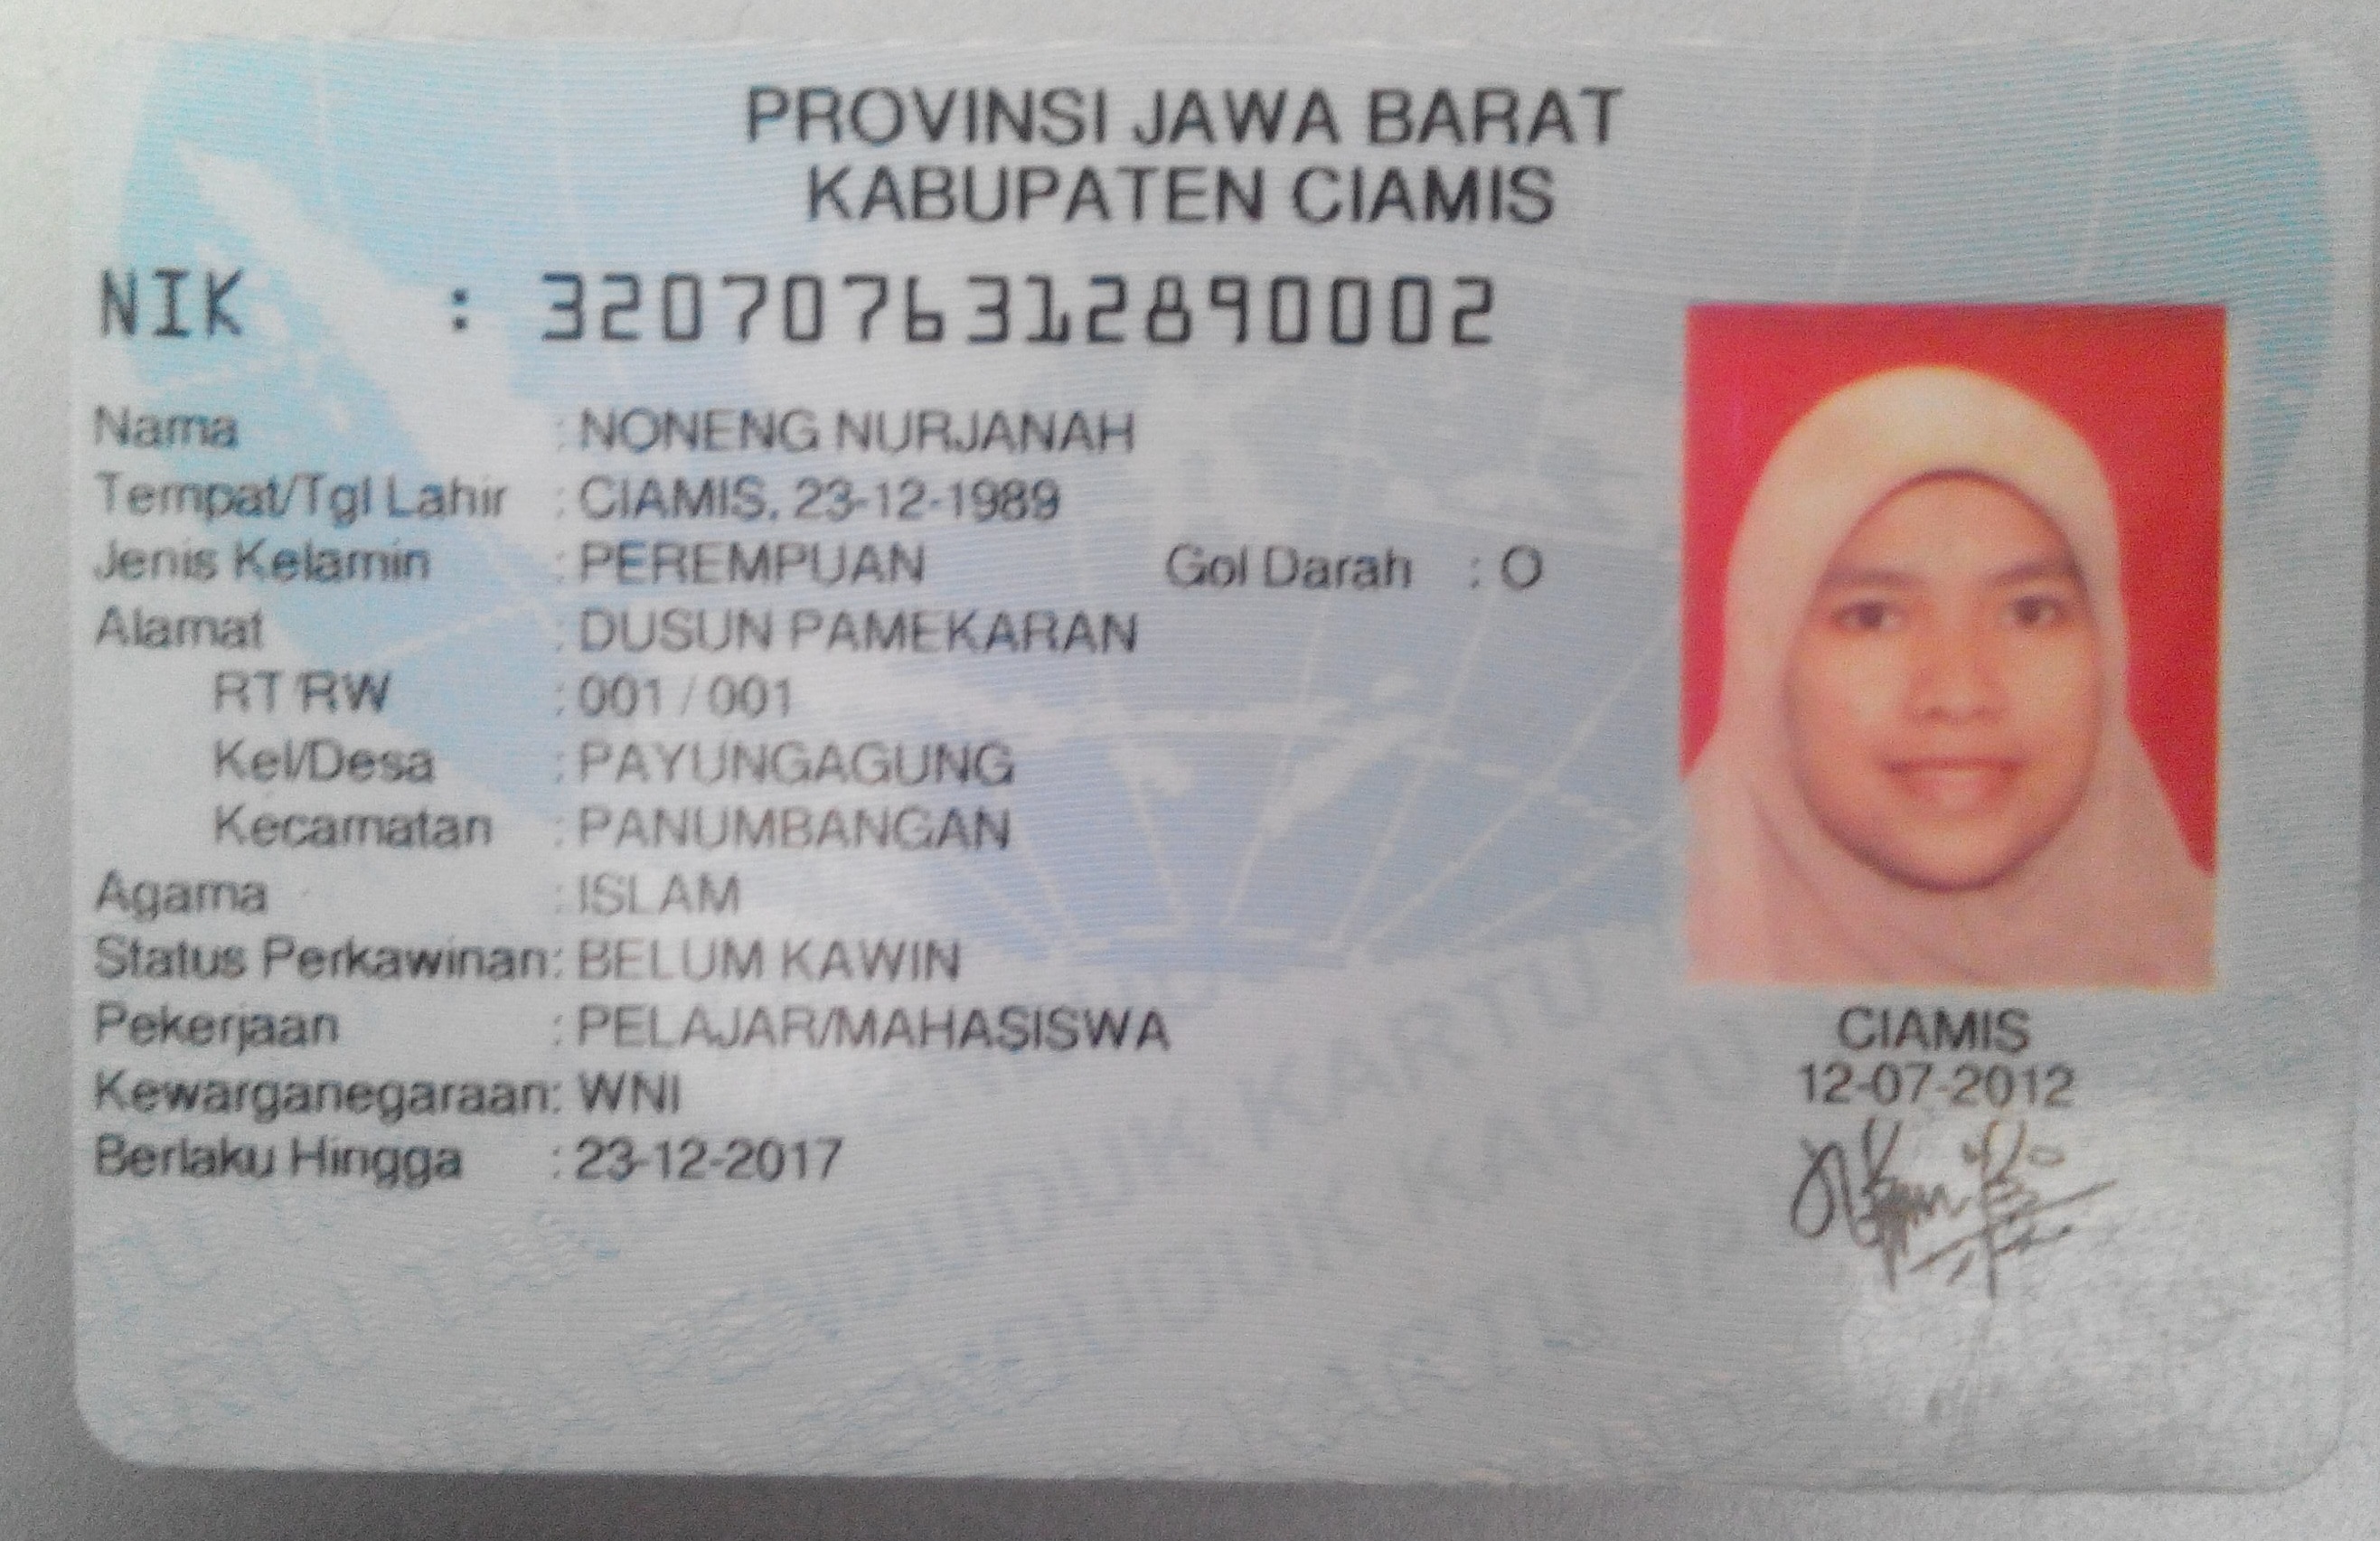 PROVINSI JAWA BARAT
KABUPATEN CIAMIS
NIK : 3207076312890002
Nama : NONENG NURJANAH
Tempat/Tgl Lahir : CIAMIS, 23-12-1989
Jenis Kelamin : PEREMPUAN Gol Darah : O
Alamat : DUSUN PAMEKARAN
RT/RW : 001 / 001
Kel/Desa : PAYUNGAGUNG
Kecamatan : PANUMBANGAN
Agama : ISLAM
Status Perkawinan: BELUM KAWIN
Pekerjaan : PELAJAR/MAHASISWA
Kewarganegaraan: WNI
Berlaku Hingga : 23-12-2017
CIAMIS
12-07-2012